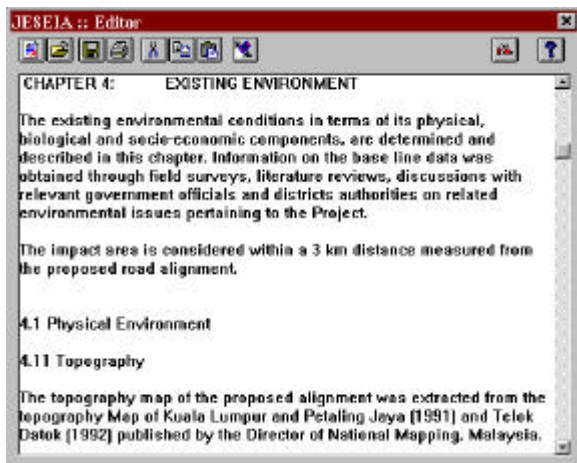 JESEIA :: Editor
CHAPTER 4: EXISTING ENVIRONMENT
The existing environmental conditions in terms of its physical,
biological and socio-economic components, are determined and
described in this chapter. Information on the base line data was
obtained through field surveys, literature reviews, discussions with
relevant government officials and districts authorities on related
environmental issues pertaining to the Project.
The impact area is considered within a 3 km distance measured from
the proposed road alignment.
4.1 Physical Environment
4.11 Topography
The topography map of the proposed alignment was extracted from the
topography Map of Kuala Lumpur and Petaling Jaya (1991) and Telok
Datok (1992) published by the Director of National Mapping, Malaysia.